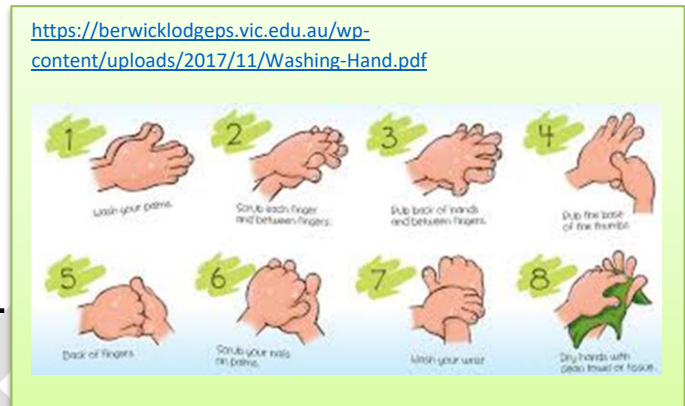 https://berwicklodgeps.vic.edu.au/wp-
content/uploads/2017/11/Washing-Hand.pdf
1
2
3
4
Wash your palms.
Scrub each finger
and between fingers.
Rub back of hands
and between fingers.
Rub the base
of the thumbs
5
6
7
8
Back of fingers
Scrub your nails
on palms.
Wash your wrist
Dry hands with
clean towel or tissue.